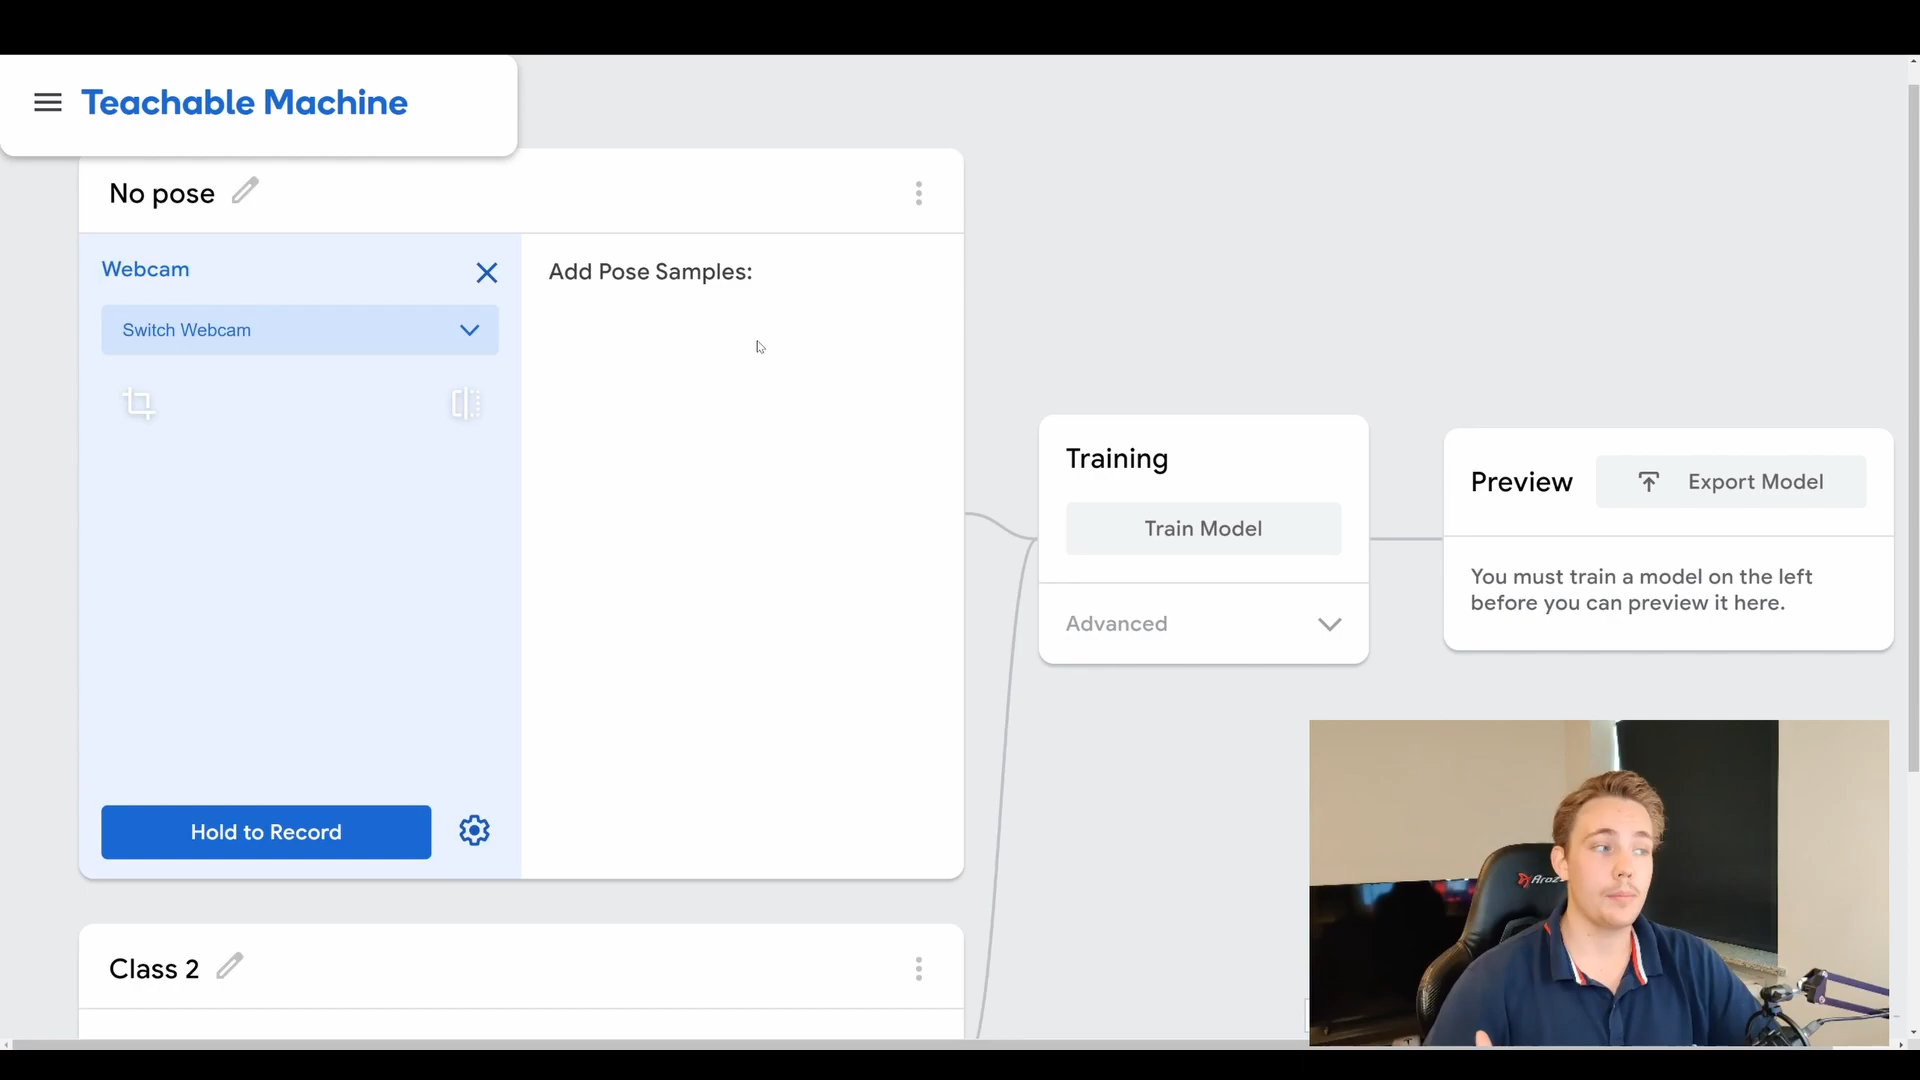 Teachable Machine
No pose
Webcam
Switch Webcam
Add Pose Samples:
Hold to Record
Class 2
Training
Train Model
Advanced
Preview
Export Model
You must train a model on the left
before you can preview it here.